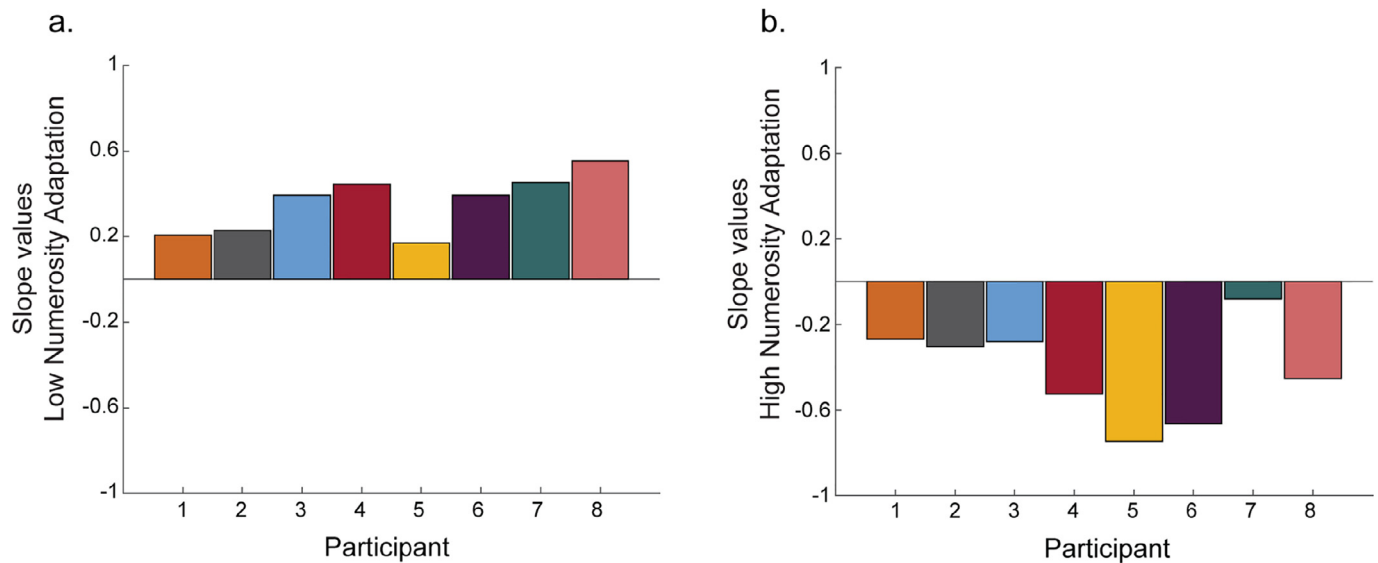 a.
Slope values
Low Numerosity Adaptation
1
0.6
0.2
-0.2
-0.6
-1
1 2 3 4 5 6 7 8
Participant
b.
Slope values
High Numerosity Adaptation
1
0.6
0.2
-0.2
-0.6
-1
1 2 3 4 5 6 7 8
Participant